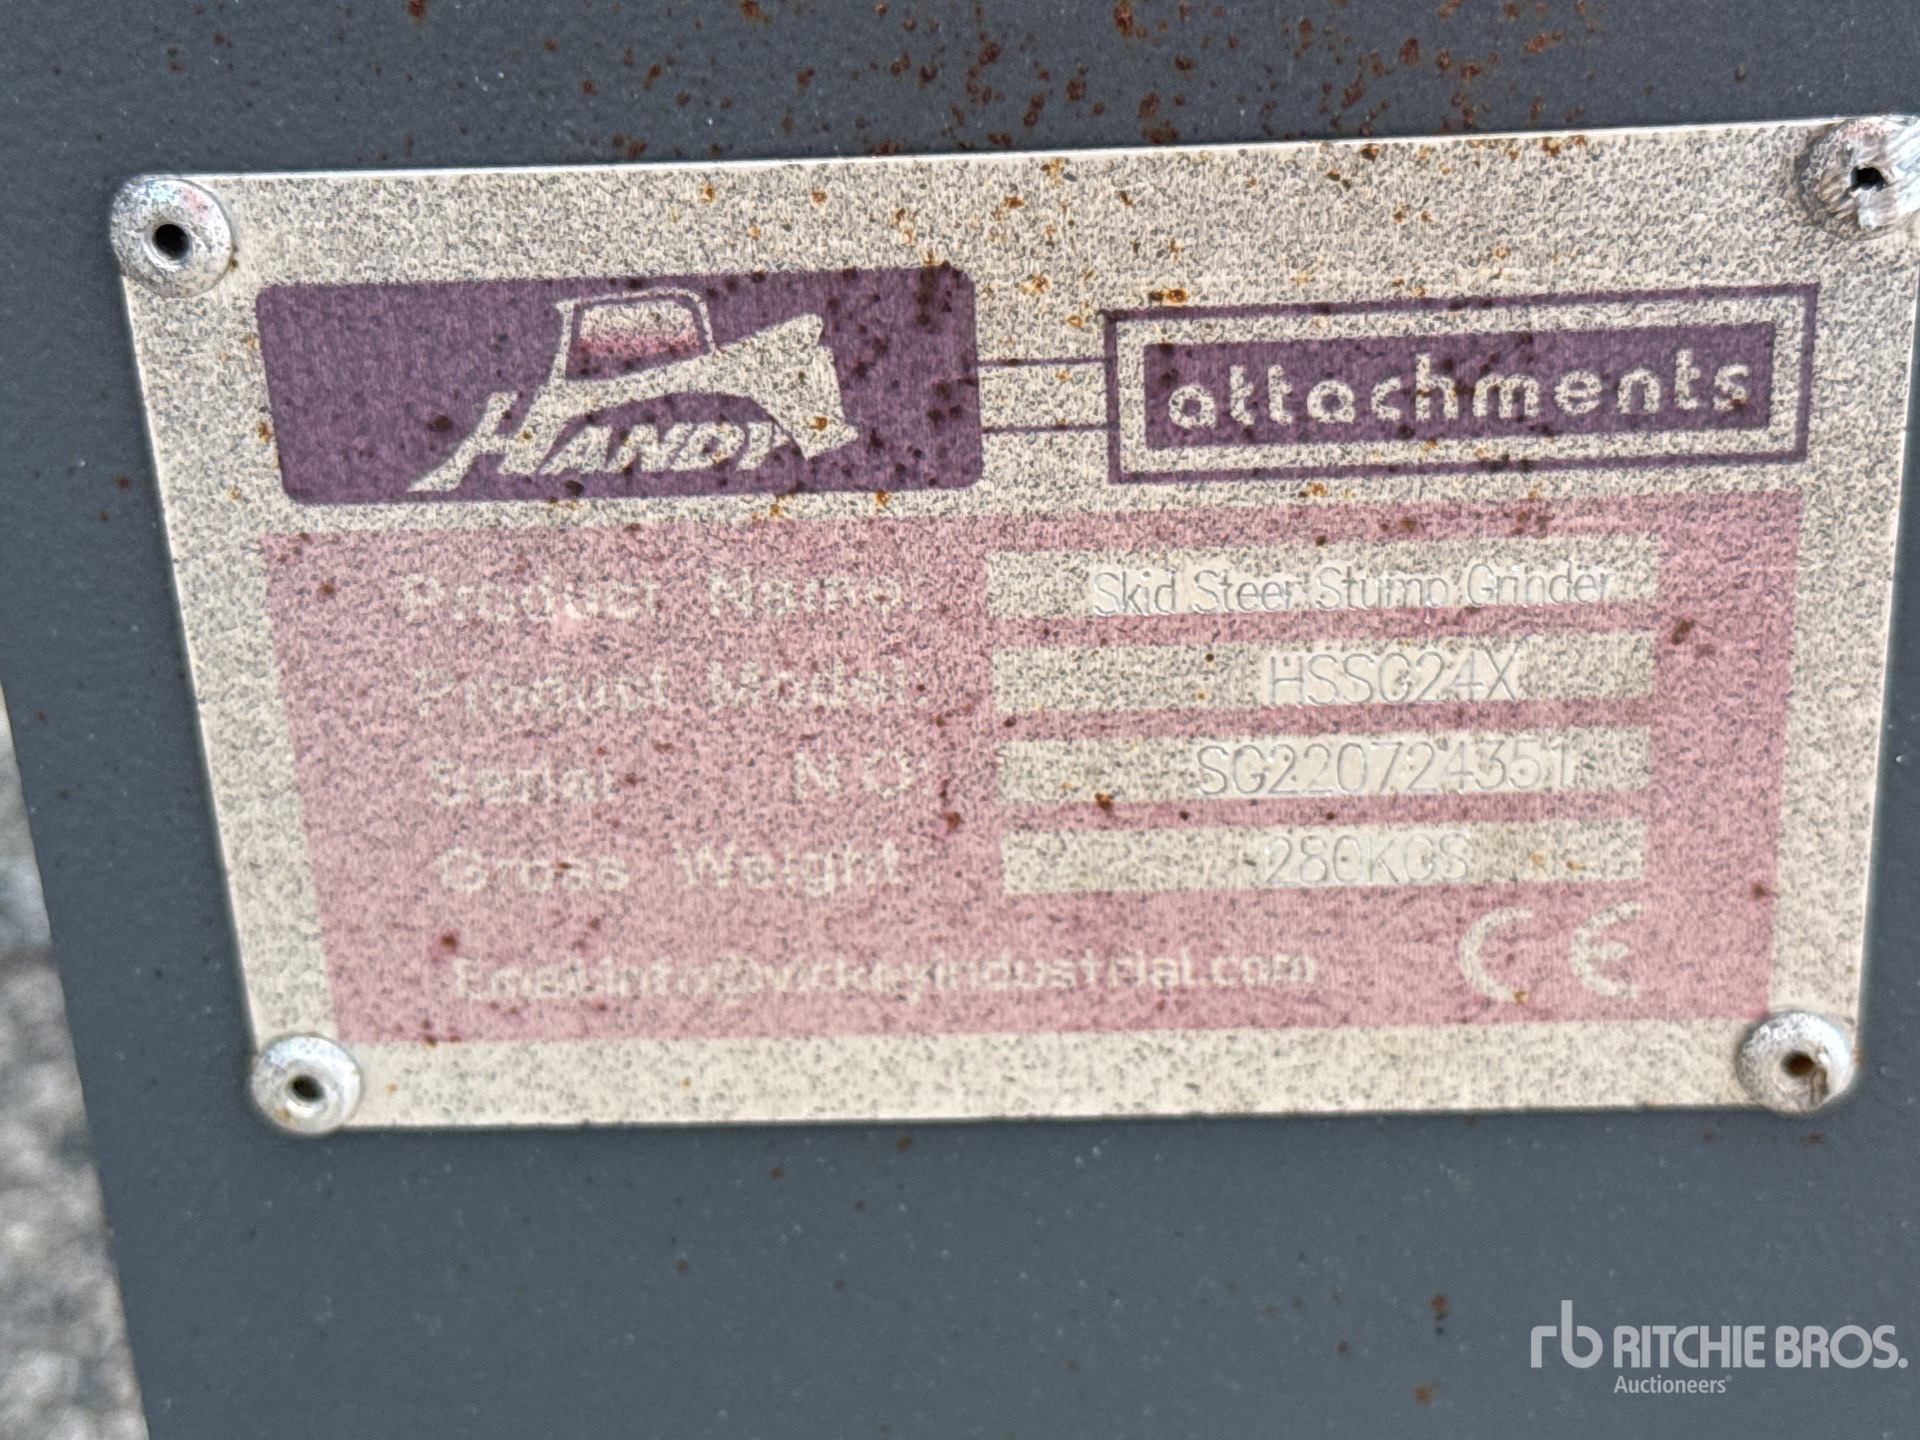 HANDY
attachments
Product Name: Skid Steer Stump Grinder
Product Model: HSSG24X
Serial NO SG220724351
Gross Weight 280KGS
CE
rb RITCHIE BROS.
Auctioneers